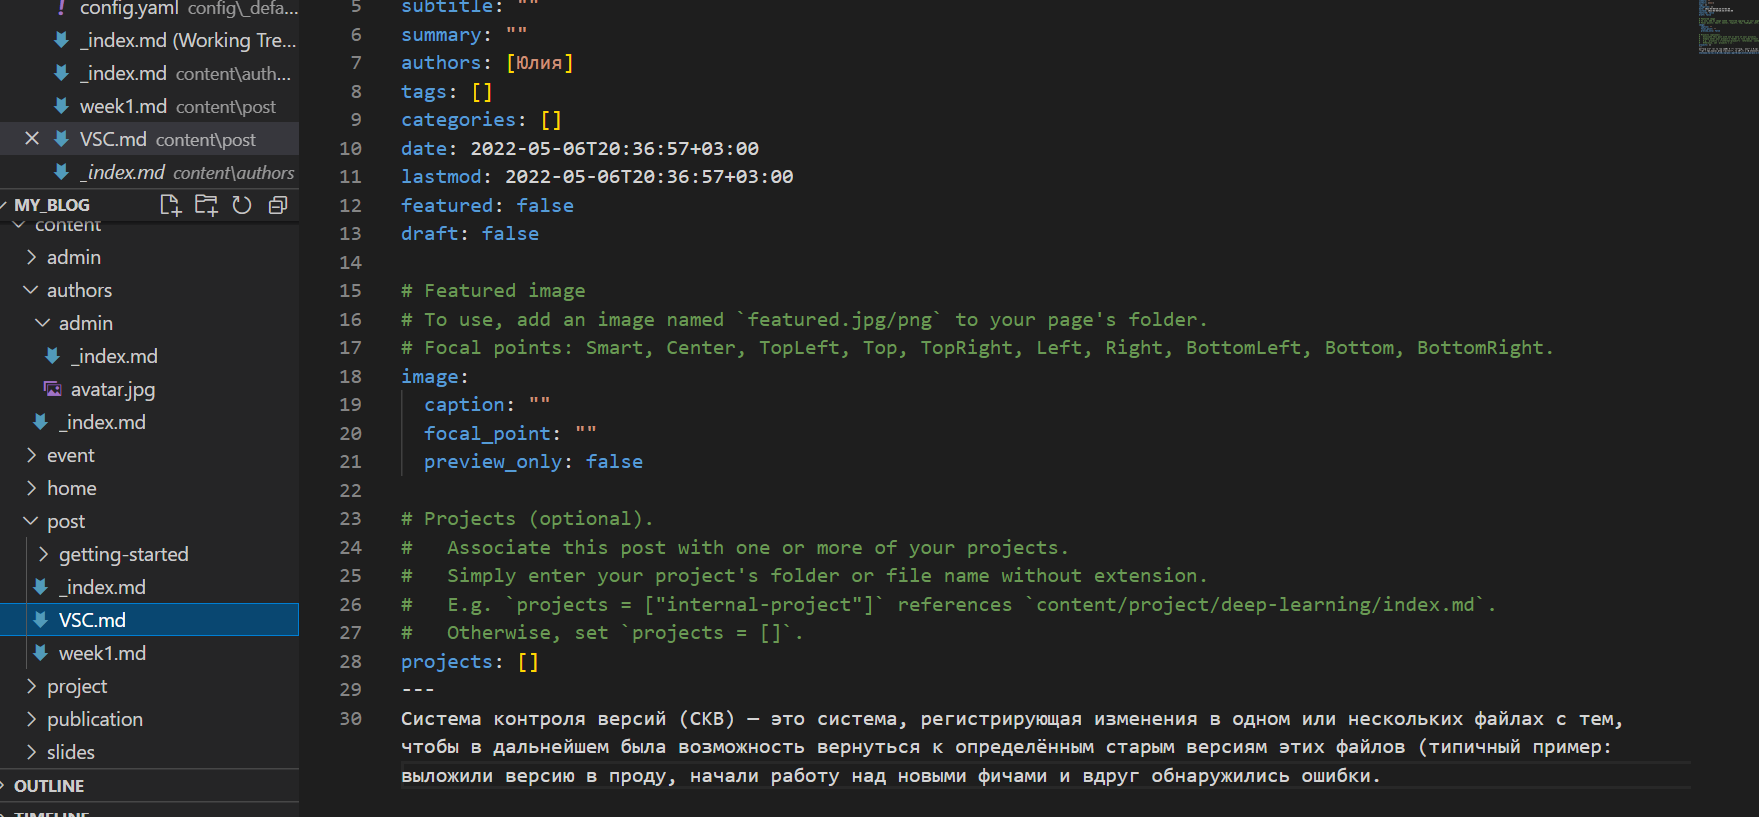 config.yaml config\_defa...
_index.md (Working Tre...
_index.md content\auth...
week1.md content\post
VSC.md content\post
_index.md content\authors
MY_BLOG
content
admin
authors
admin
_index.md
avatar.jpg
_index.md
event
home
post
getting-started
_index.md
VSC.md
week1.md
project
publication
slides
OUTLINE
TIMELINE
5 subtitle: ""
6 summary: ""
7 authors: [Юлия]
8 tags: []
9 categories: []
10 date: 2022-05-06T20:36:57+03:00
11 lastmod: 2022-05-06T20:36:57+03:00
12 featured: false
13 draft: false
14
15 # Featured image
16 # To use, add an image named `featured.jpg/png` to your page's folder.
17 # Focal points: Smart, Center, TopLeft, Top, TopRight, Left, Right, BottomLeft, Bottom, BottomRight.
18 image:
19 caption: ""
20 focal_point: ""
21 preview_only: false
22
23 # Projects (optional).
24 #   Associate this post with one or more of your projects.
25 #   Simply enter your project's folder or file name without extension.
26 #   E.g. `projects = ["internal-project"]` references `content/project/deep-learning/index.md`.
27 #   Otherwise, set `projects = []`.
28 projects: []
29 ---
30 Система контроля версий (СКВ) — это система, регистрирующая изменения в одном или нескольких файлах с тем,
чтобы в дальнейшем была возможность вернуться к определённым старым версиям этих файлов (типичный пример:
выложили версию в проду, начали работу над новыми фичами и вдруг обнаружились ошибки.